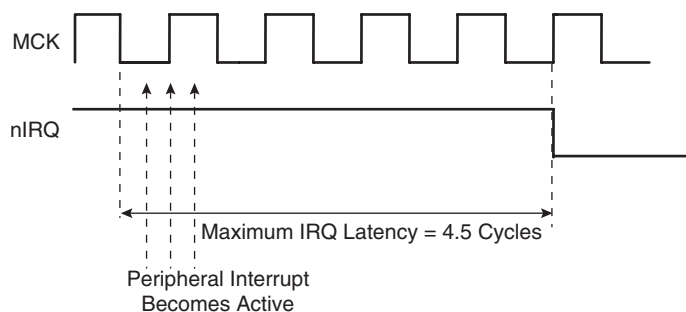 MCK
nIRQ
Maximum IRQ Latency = 4.5 Cycles
Peripheral Interrupt
Becomes Active